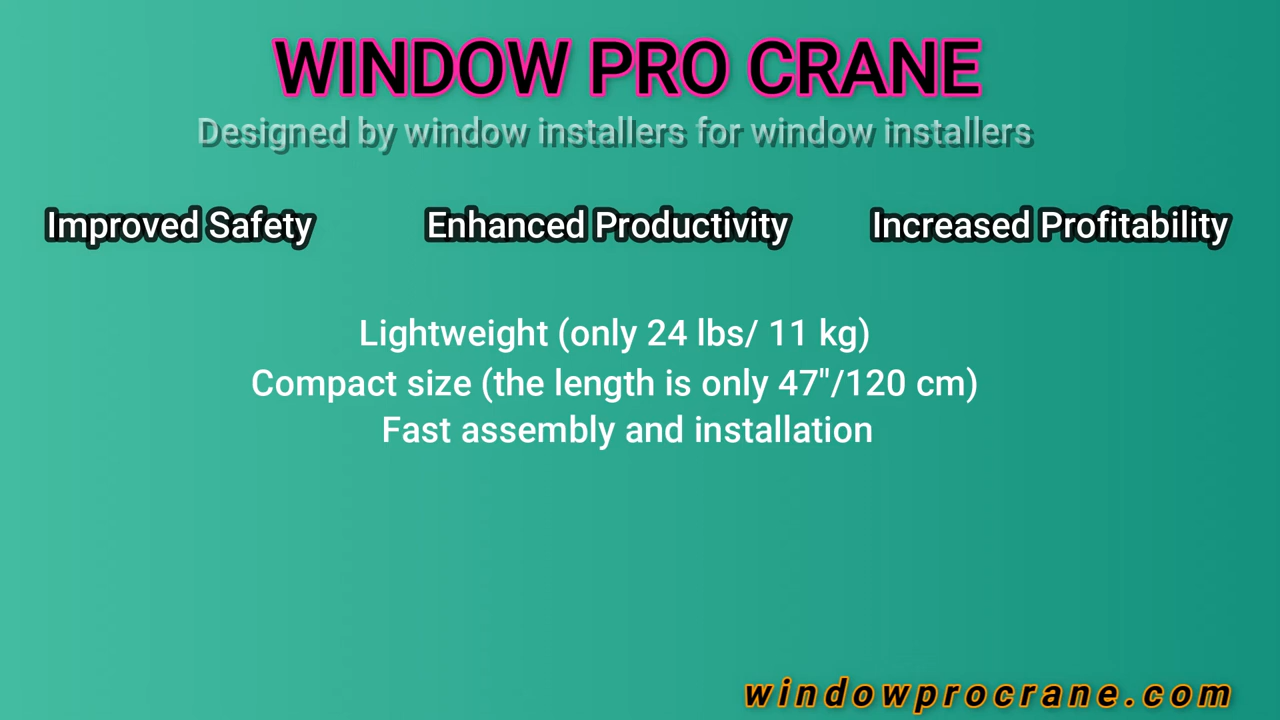 WINDOW PRO CRANE
Designed by window installers for window installers
Improved Safety Enhanced Productivity Increased Profitability
Lightweight (only 24 lbs/ 11 kg)
Compact size (the length is only 47"/120 cm)
Fast assembly and installation
windowprocrane.com